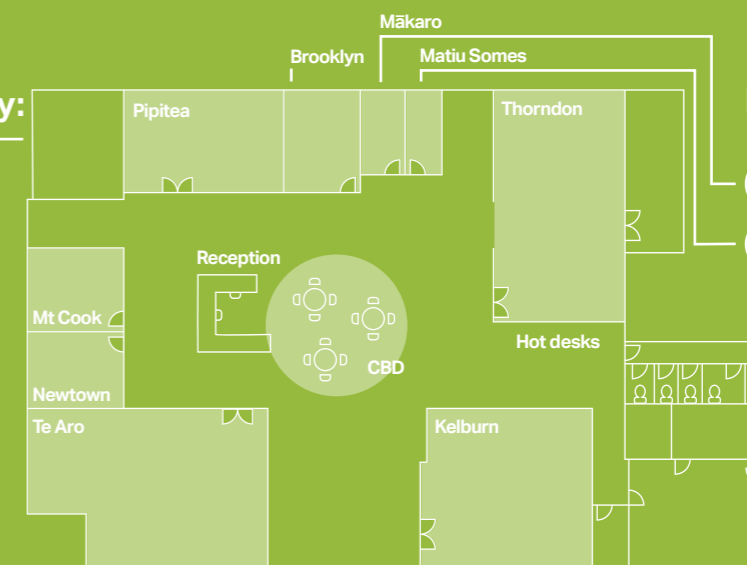 Mākaro
Brooklyn
Matiu Somes
y:
Pipitea
Thorndon
Reception
Mt Cook
Hot desks
CBD
Newtown
Te Aro
Kelburn